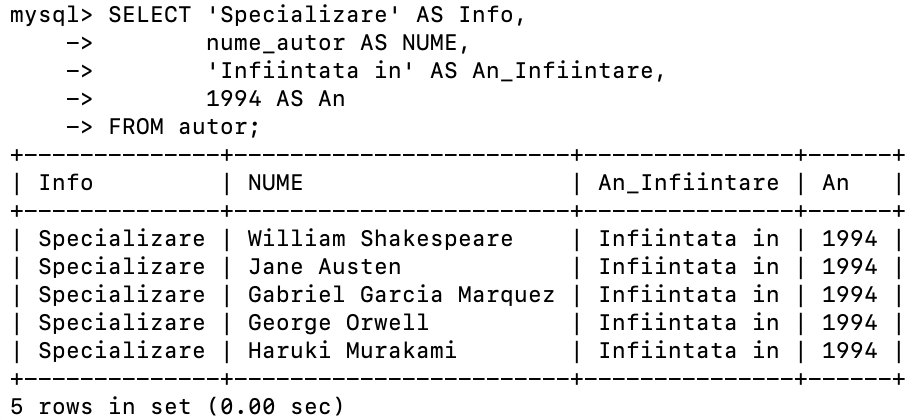 mysql> SELECT 'Specializare' AS Info,
    ->        nume_autor AS NUME,
    ->        'Infiintata in' AS An_Infiintare,
    ->        1994 AS An
    -> FROM autor;
+--------------+------------------------+---------------+------+
| Info         | NUME                   | An_Infiintare | An   |
+--------------+------------------------+---------------+------+
| Specializare | William Shakespeare    | Infiintata in | 1994 |
| Specializare | Jane Austen            | Infiintata in | 1994 |
| Specializare | Gabriel Garcia Marquez | Infiintata in | 1994 |
| Specializare | George Orwell          | Infiintata in | 1994 |
| Specializare | Haruki Murakami        | Infiintata in | 1994 |
+--------------+------------------------+---------------+------+
5 rows in set (0.00 sec)